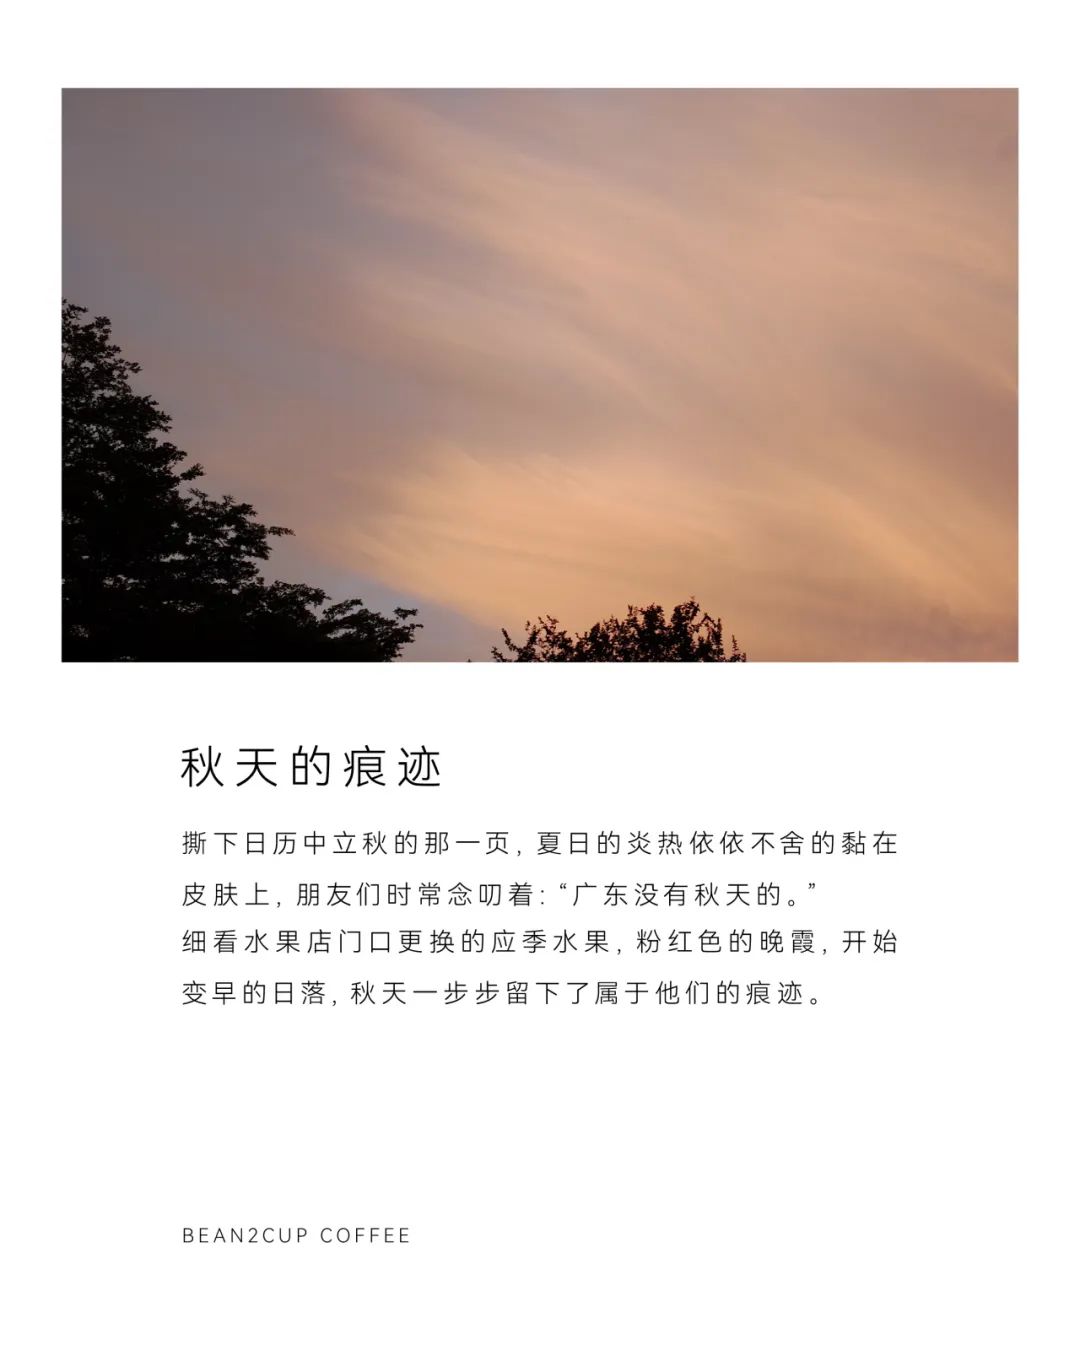 秋天的痕迹
撕下日历中立秋的那一页, 夏日的炎热依依不舍的黏在
皮肤上, 朋友们时常念叨着: “广东没有秋天的。”
细看水果店门口更换的应季水果, 粉红色的晚霞, 开始
变早的日落, 秋天一步步留下了属于他们的痕迹。
BEAN2CUP COFFEE